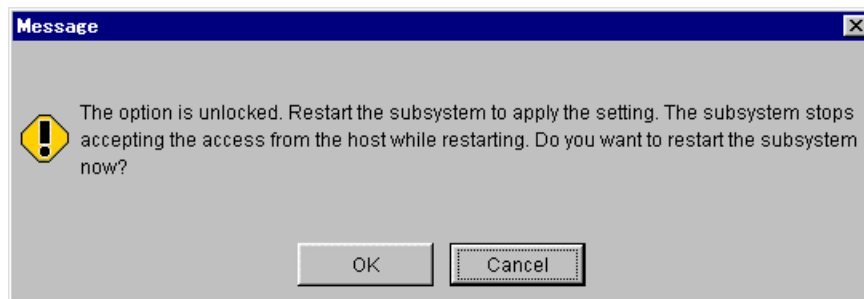 Message
The option is unlocked. Restart the subsystem to apply the setting. The subsystem stops
accepting the access from the host while restarting. Do you want to restart the subsystem
now?
OK
Cancel